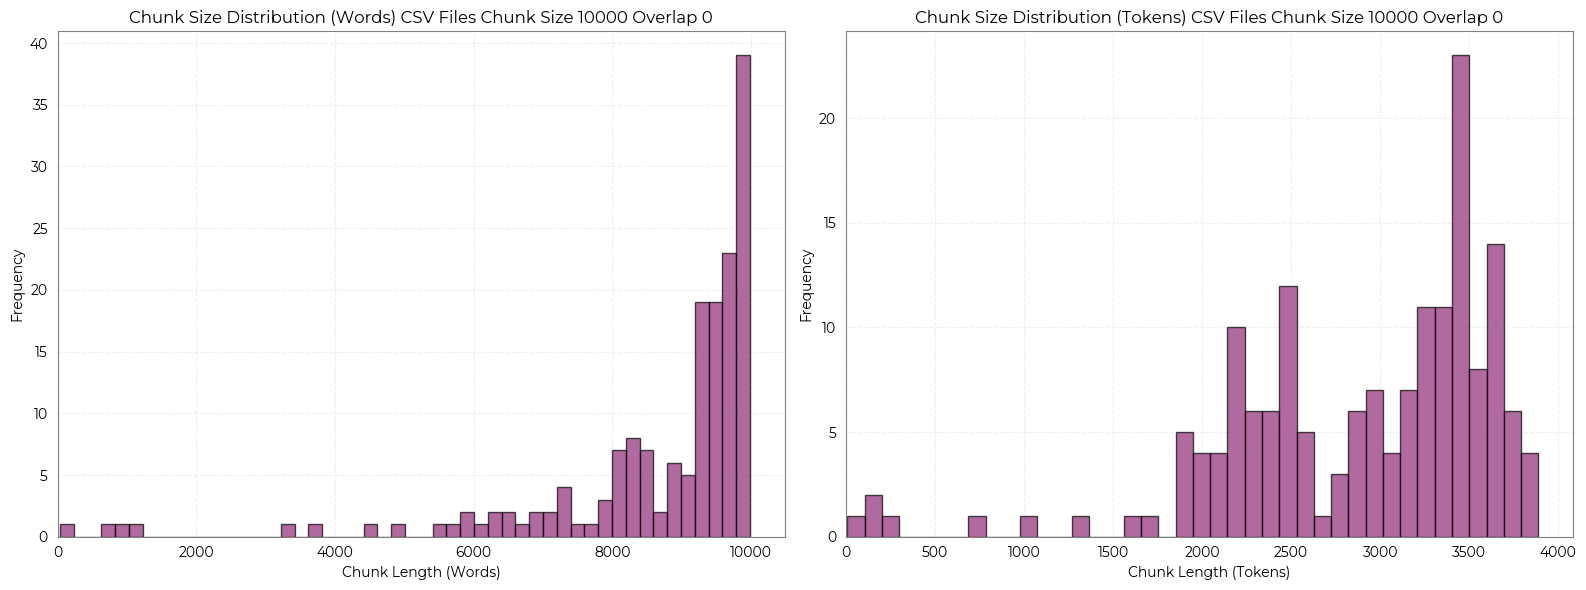 Chunk Size Distribution (Words) CSV Files Chunk Size 10000 Overlap 0
40
35
30
25
20
15
10
5
0
Frequency
0 2000 4000 6000 8000 10000
Chunk Length (Words)
Chunk Size Distribution (Tokens) CSV Files Chunk Size 10000 Overlap 0
20
15
10
5
0
Frequency
0 500 1000 1500 2000 2500 3000 3500 4000
Chunk Length (Tokens)